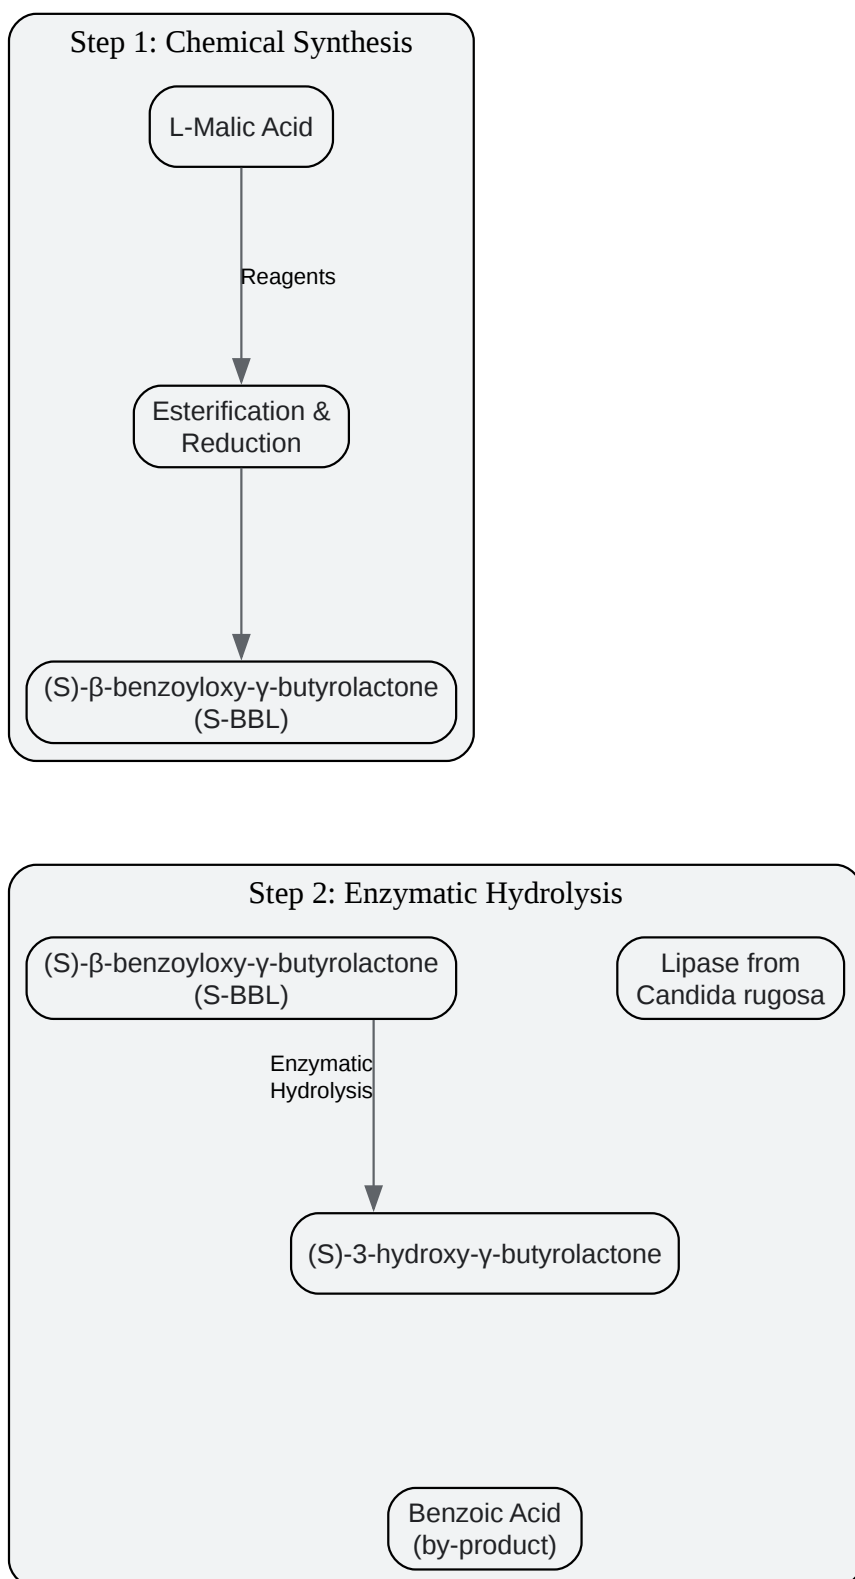 Step 1: Chemical Synthesis
L-Malic Acid
Reagents
Esterification &
Reduction
(S)-β-benzoyloxy-γ-butyrolactone
(S-BBL)
Step 2: Enzymatic Hydrolysis
(S)-β-benzoyloxy-γ-butyrolactone
(S-BBL)
Lipase from
Candida rugosa
Enzymatic
Hydrolysis
(S)-3-hydroxy-γ-butyrolactone
Benzoic Acid
(by-product)